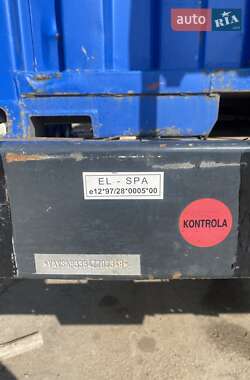 auto RIA
EL - SPA
e12*97/28*0005*00
KONTROLA